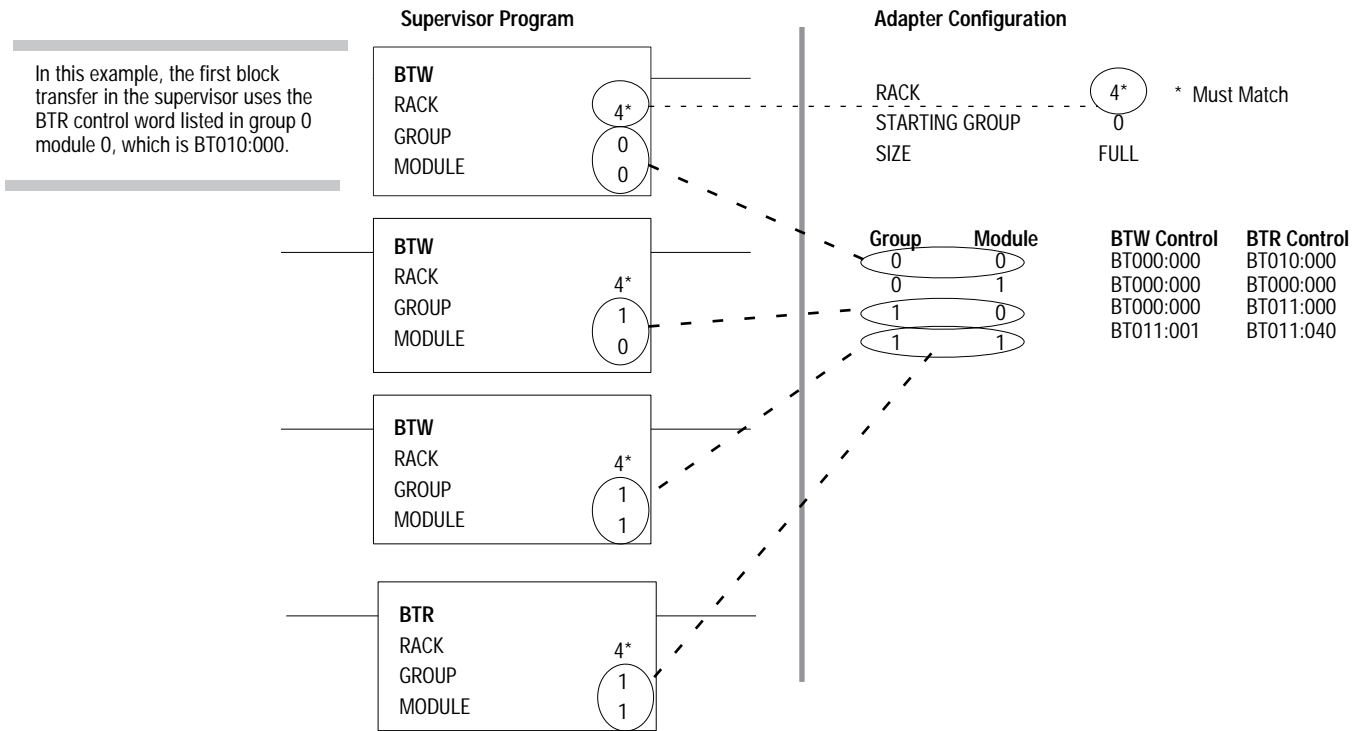 Supervisor Program
Adapter Configuration
In this example, the first block
transfer in the supervisor uses the
BTR control word listed in group 0
module 0, which is BT010:000.
BTW
RACK 4*
GROUP 0
MODULE 0
BTW
RACK 4*
GROUP 1
MODULE 0
BTW
RACK 4*
GROUP 1
MODULE 1
BTR
RACK 4*
GROUP 1
MODULE 1
RACK 4* * Must Match
STARTING GROUP 0
SIZE FULL
Group Module BTW Control BTR Control
0 0 BT000:000 BT010:000
0 1 BT000:000 BT000:000
1 0 BT000:000 BT011:000
1 1 BT011:001 BT011:040